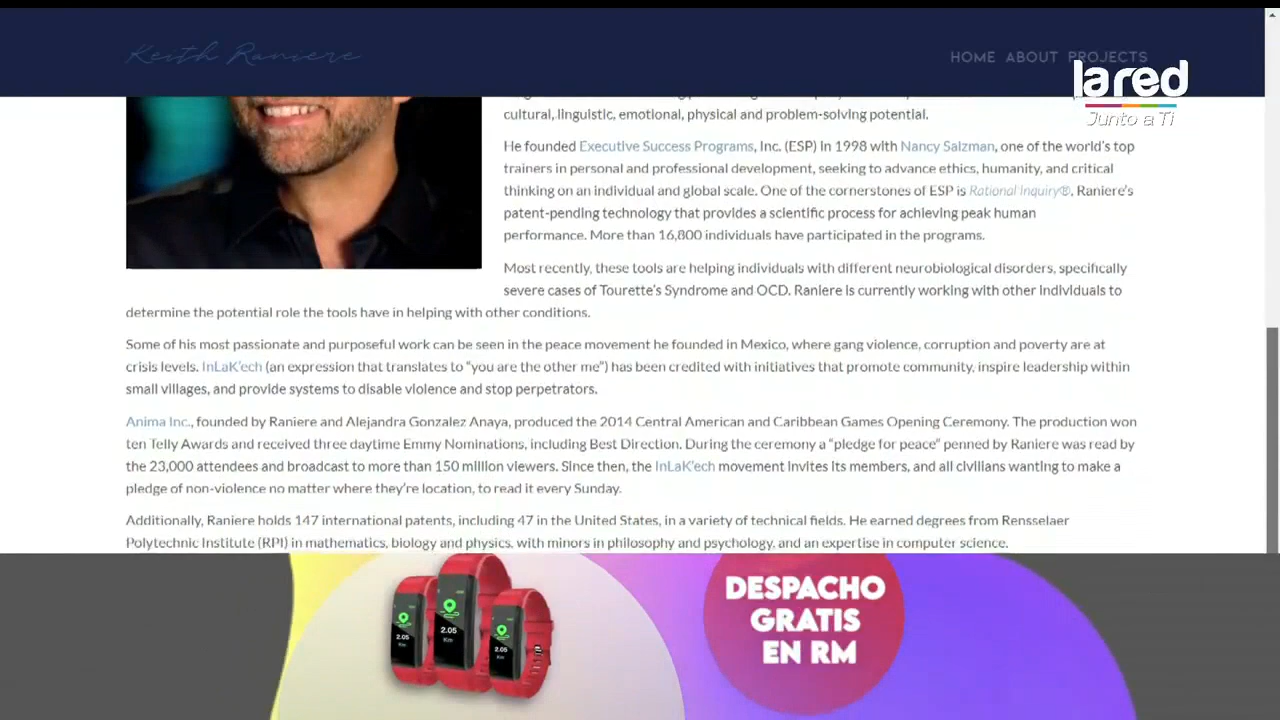 Keith Raniere
HOME ABOUT PROJECTS
lared
Junto a Ti
cultural, linguistic, emotional, physical and problem-solving potential.
He founded Executive Success Programs, Inc. (ESP) in 1998 with Nancy Salzman, one of the world's top
trainers in personal and professional development, seeking to advance ethics, humanity, and critical
thinking on an individual and global scale. One of the cornerstones of ESP is Rational Inquiry®, Raniere's
patent-pending technology that provides a scientific process for achieving peak human
performance. More than 16,800 individuals have participated in the programs.
Most recently, these tools are helping individuals with different neurobiological disorders, specifically
severe cases of Tourette's Syndrome and OCD. Raniere is currently working with other individuals to
determine the potential role the tools have in helping with other conditions.
Some of his most passionate and purposeful work can be seen in the peace movement he founded in Mexico, where gang violence, corruption and poverty are at
crisis levels. InLaK'ech (an expression that translates to "you are the other me") has been credited with initiatives that promote community, inspire leadership within
small villages, and provide systems to disable violence and stop perpetrators.
Anima Inc., founded by Raniere and Alejandra Gonzalez Anaya, produced the 2014 Central American and Caribbean Games Opening Ceremony. The production won
ten Telly Awards and received three daytime Emmy Nominations, including Best Direction. During the ceremony a "pledge for peace" penned by Raniere was read by
the 23,000 attendees and broadcast to more than 150 million viewers. Since then, the InLaK'ech movement invites its members, and all civilians wanting to make a
pledge of non-violence no matter where they're location, to read it every Sunday.
Additionally, Raniere holds 147 international patents, including 47 in the United States, in a variety of technical fields. He earned degrees from Rensselaer
Polytechnic Institute (RPI) in mathematics, biology and physics, with minors in philosophy and psychology, and an expertise in computer science.
2.05
Km
2.05
Km
2.05
Km
DESPACHO
GRATIS
EN RM